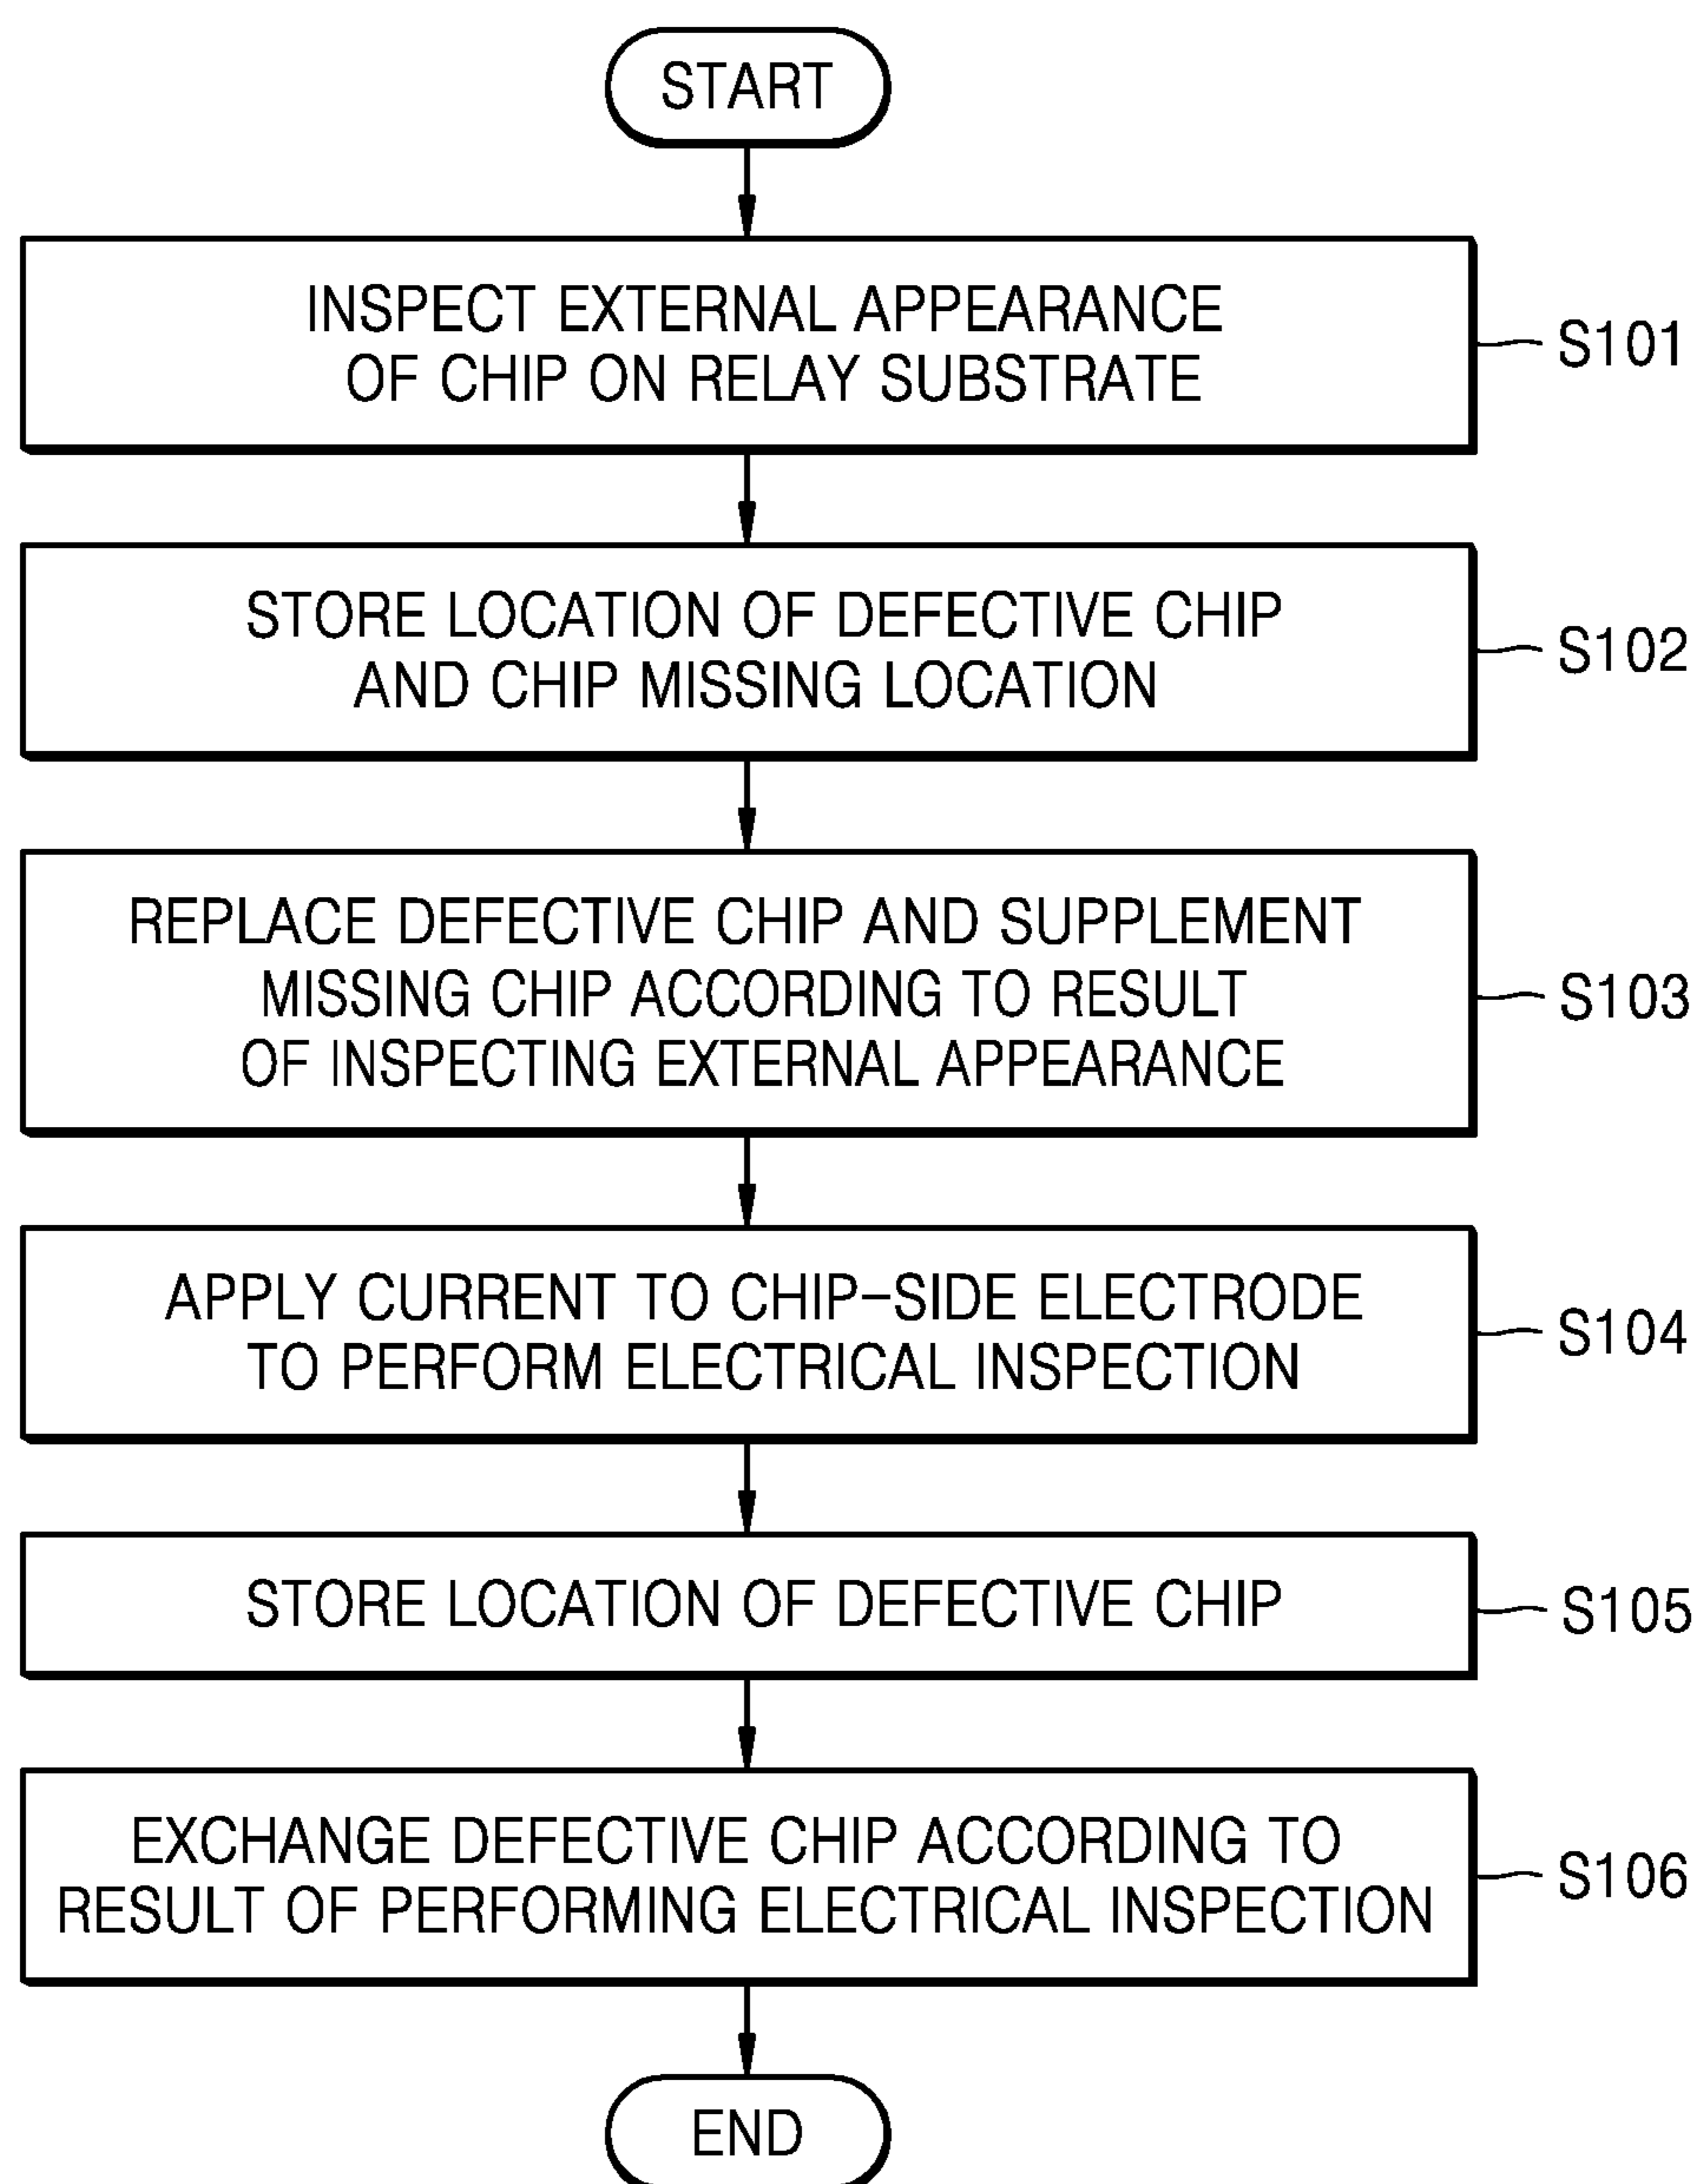 START
INSPECT EXTERNAL APPEARANCE
OF CHIP ON RELAY SUBSTRATE
S101
STORE LOCATION OF DEFECTIVE CHIP
AND CHIP MISSING LOCATION
S102
REPLACE DEFECTIVE CHIP AND SUPPLEMENT
MISSING CHIP ACCORDING TO RESULT
OF INSPECTING EXTERNAL APPEARANCE
S103
APPLY CURRENT TO CHIP-SIDE ELECTRODE
TO PERFORM ELECTRICAL INSPECTION
S104
STORE LOCATION OF DEFECTIVE CHIP
S105
EXCHANGE DEFECTIVE CHIP ACCORDING TO
RESULT OF PERFORMING ELECTRICAL INSPECTION
S106
END